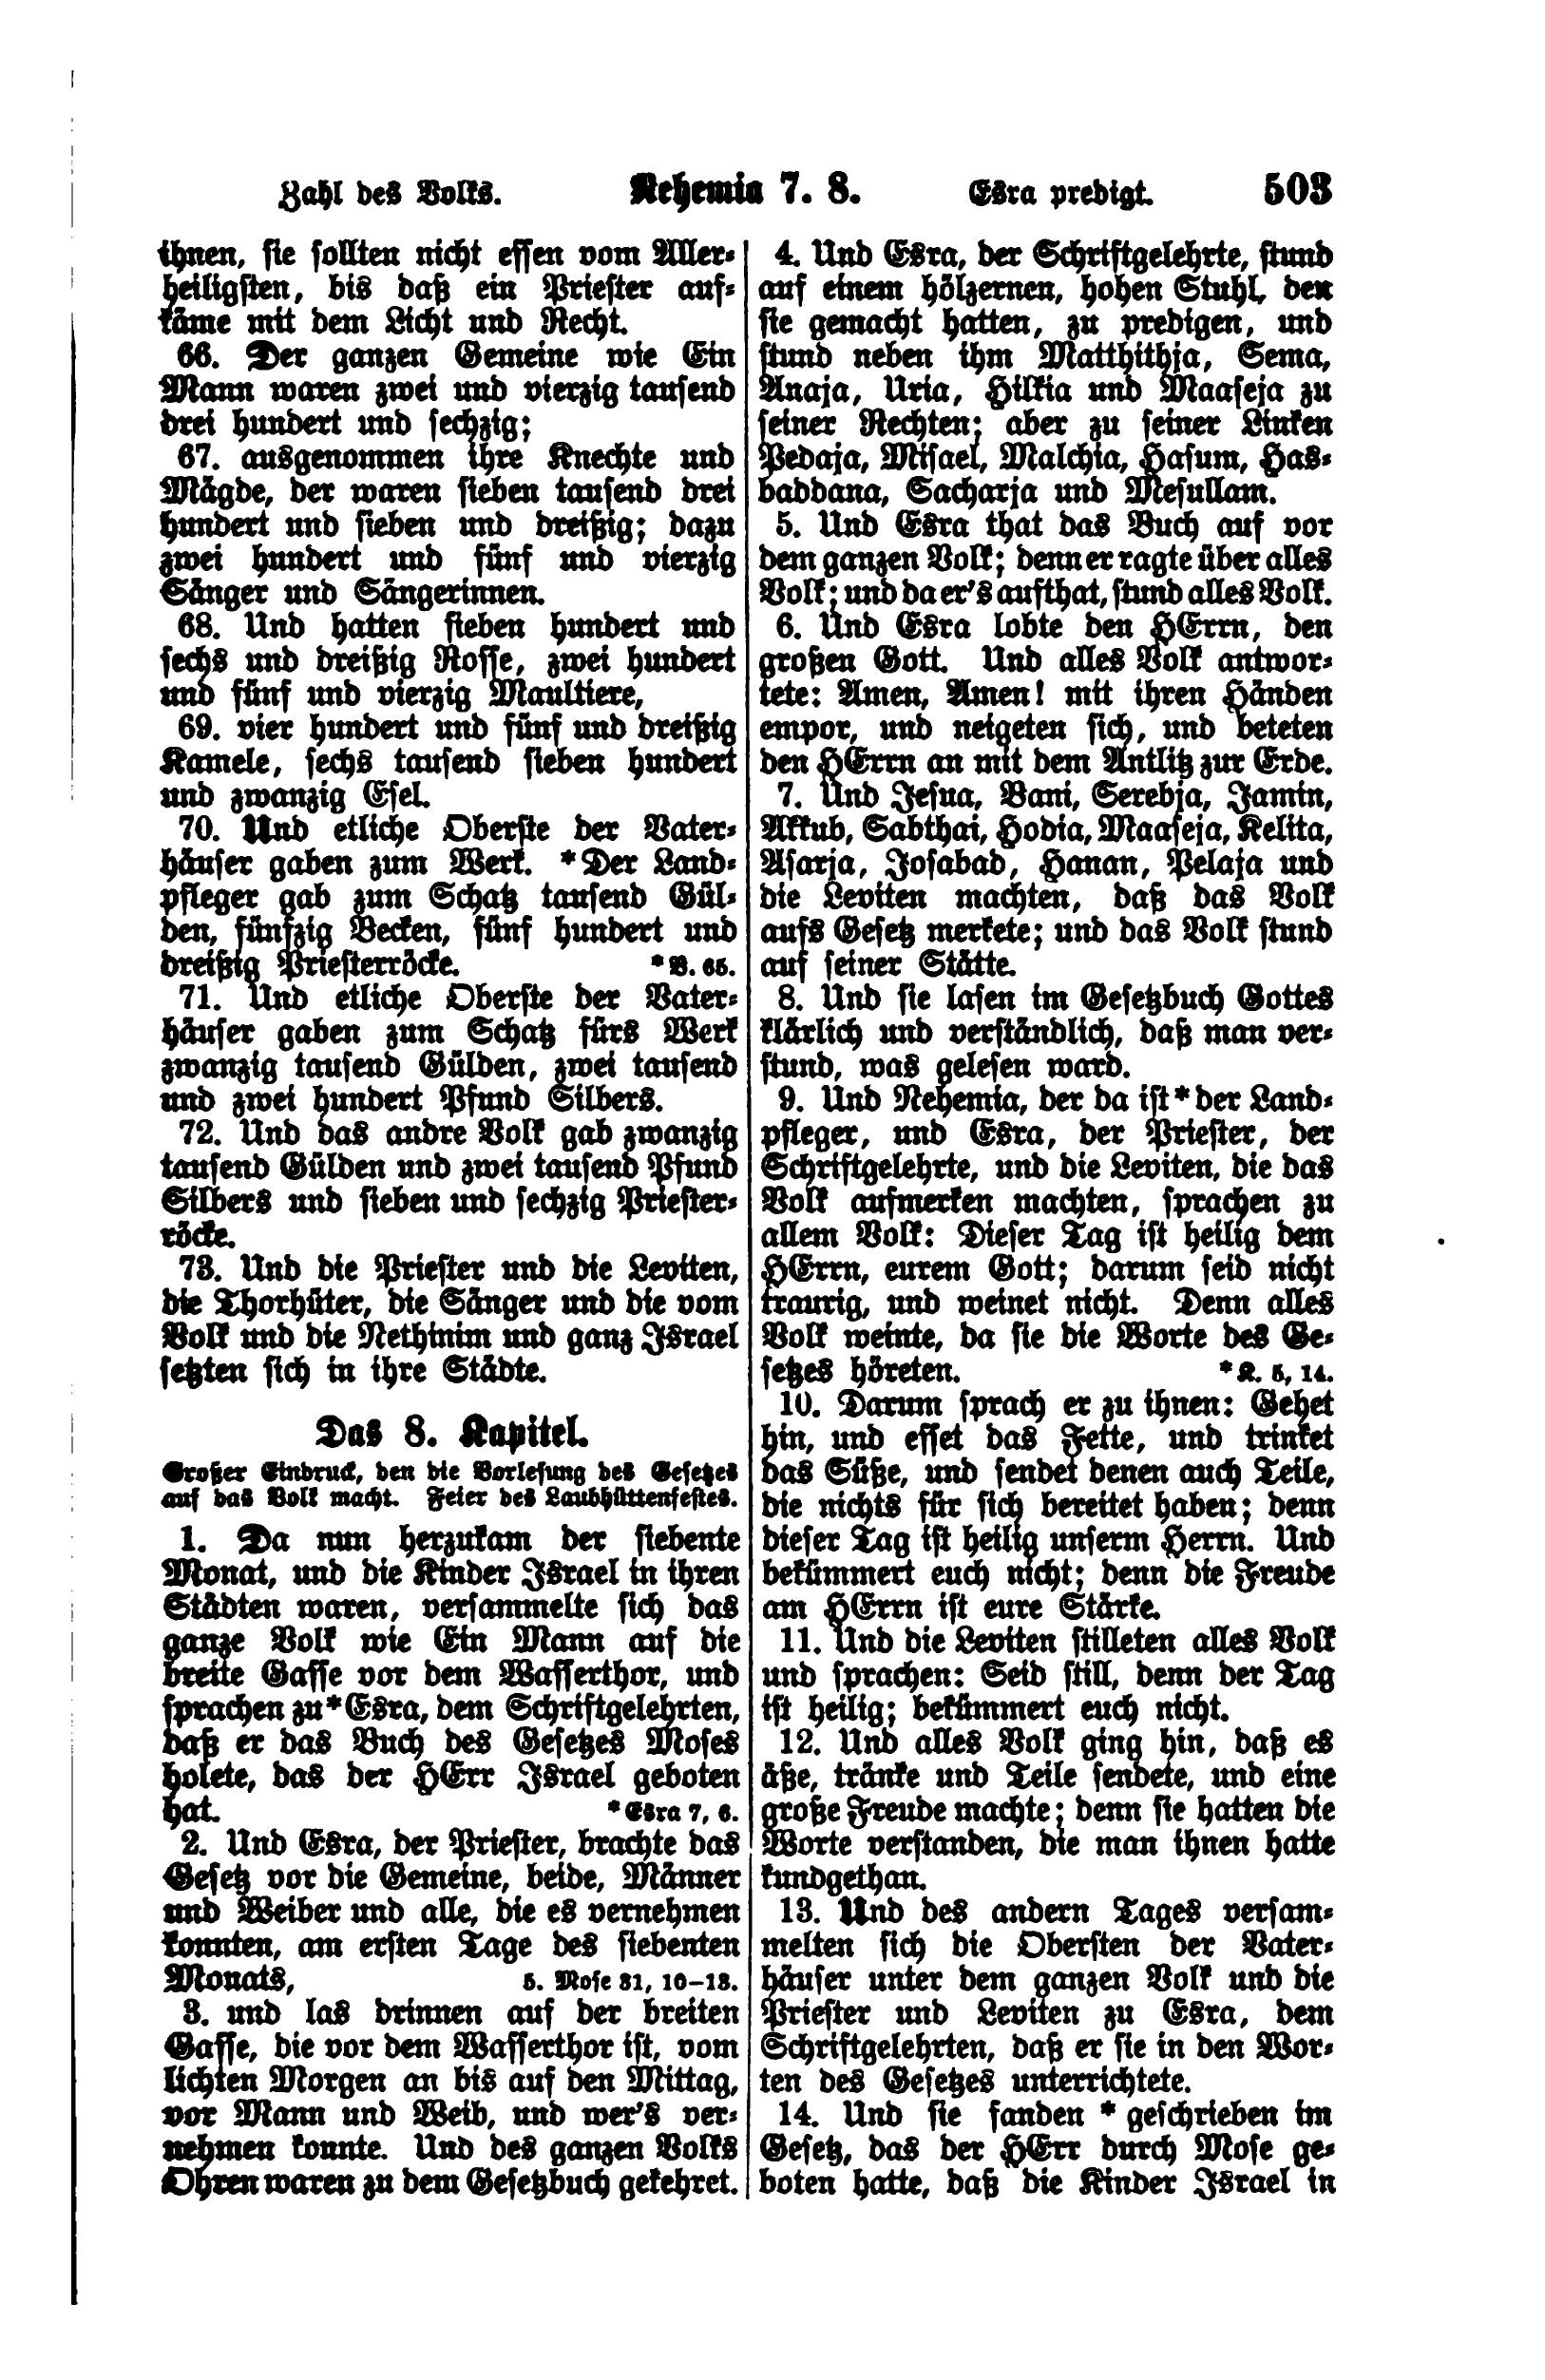 Zahl des Volks. Nehemia 7. 8. Esra predigt. 503
ihnen, sie sollten nicht essen vom Aller-
heiligsten, bis daß ein Priester auf-
käme mit dem Licht und Recht.
66. Der ganzen Gemeine wie Ein
Mann waren zwei und vierzig tausend
drei hundert und sechzig;
67. ausgenommen ihre Knechte und
Mägde, der waren sieben tausend drei
hundert und sieben und dreißig; dazu
zwei hundert und fünf und vierzig
Sänger und Sängerinnen.
68. Und hatten sieben hundert und
sechs und dreißig Rosse, zwei hundert
und fünf und vierzig Maultiere,
69. vier hundert und fünf und dreißig
Kamele, sechs tausend sieben hundert
und zwanzig Esel.
70. Und etliche Oberste der Vater-
häuser gaben zum Werk. *Der Land-
pfleger gab zum Schatz tausend Gül-
den, fünfzig Becken, fünf hundert und
dreißig Priesterröcke. *V. 65.
71. Und etliche Oberste der Vater-
häuser gaben zum Schatz fürs Werk
zwanzig tausend Gülden, zwei tausend
und zwei hundert Pfund Silbers.
72. Und das andre Volk gab zwanzig
tausend Gülden und zwei tausend Pfund
Silbers und sieben und sechzig Priester-
röcke.
73. Und die Priester und die Leviten,
die Thorhüter, die Sänger und die vom
Volk und die Nethinim und ganz Israel
setzten sich in ihre Städte.
Das 8. Kapitel.
Großer Eindruck, den die Vorlesung des Gesetzes
auf das Volk macht. Feier des Laubhüttenfestes.
1. Da nun herzukam der siebente
Monat, und die Kinder Israel in ihren
Städten waren, versammelte sich das
ganze Volk wie Ein Mann auf die
breite Gasse vor dem Wasserthor, und
sprachen zu *Esra, dem Schriftgelehrten,
daß er das Buch des Gesetzes Moses
holete, das der HErr Israel geboten
hat. *Esra 7, 6.
2. Und Esra, der Priester, brachte das
Gesetz vor die Gemeine, beide, Männer
und Weiber und alle, die es vernehmen
konnten, am ersten Tage des siebenten
Monats, 5. Mose 31, 10–13.
3. und las drinnen auf der breiten
Gasse, die vor dem Wasserthor ist, vom
lichten Morgen an bis auf den Mittag,
vor Mann und Weib, und wer's ver-
nehmen konnte. Und des ganzen Volks
Ohren waren zu dem Gesetzbuch gekehret.
4. Und Esra, der Schriftgelehrte, stund
auf einem hölzernen, hohen Stuhl, den
sie gemacht hatten, zu predigen, und
stund neben ihm Matthithja, Sema,
Anaja, Uria, Hilkia und Maaseja zu
seiner Rechten; aber zu seiner Linken
Pedaja, Misael, Malchia, Hasum, Has-
baddana, Sacharja und Mesullam.
5. Und Esra that das Buch auf vor
dem ganzen Volk; denn er ragte über alles
Volk; und da er's aufthat, stund alles Volk.
6. Und Esra lobte den HErrn, den
großen Gott. Und alles Volk antwor-
tete: Amen, Amen! mit ihren Händen
empor, und neigeten sich, und beteten
den HErrn an mit dem Antlitz zur Erde.
7. Und Jesua, Bani, Serebja, Jamin,
Akkub, Sabthai, Hodia, Maaseja, Kelita,
Asarja, Josabad, Hanan, Pelaja und
die Leviten machten, daß das Volk
aufs Gesetz merkete; und das Volk stund
auf seiner Stätte.
8. Und sie lasen im Gesetzbuch Gottes
klärlich und verständlich, daß man ver-
stund, was gelesen ward.
9. Und Nehemia, der da ist *der Land-
pfleger, und Esra, der Priester, der
Schriftgelehrte, und die Leviten, die das
Volk aufmerken machten, sprachen zu
allem Volk: Dieser Tag ist heilig dem
HErrn, eurem Gott; darum seid nicht
traurig, und weinet nicht. Denn alles
Volk weinte, da sie die Worte des Ge-
setzes höreten. *K. 5, 14.
10. Darum sprach er zu ihnen: Gehet
hin, und esset das Fette, und trinket
das Süße, und sendet denen auch Teile,
die nichts für sich bereitet haben; denn
dieser Tag ist heilig unserm Herrn. Und
bekümmert euch nicht; denn die Freude
am HErrn ist eure Stärke.
11. Und die Leviten stilleten alles Volk
und sprachen: Seid still, denn der Tag
ist heilig; bekümmert euch nicht.
12. Und alles Volk ging hin, daß es
äße, tränke und Teile sendete, und eine
große Freude machte; denn sie hatten die
Worte verstanden, die man ihnen hatte
kundgethan.
13. Und des andern Tages versam-
melten sich die Obersten der Vater-
häuser unter dem ganzen Volk und die
Priester und Leviten zu Esra, dem
Schriftgelehrten, daß er sie in den Wor-
ten des Gesetzes unterrichtete.
14. Und sie fanden * geschrieben im
Gesetz, das der HErr durch Mose ge-
boten hatte, daß die Kinder Israel in